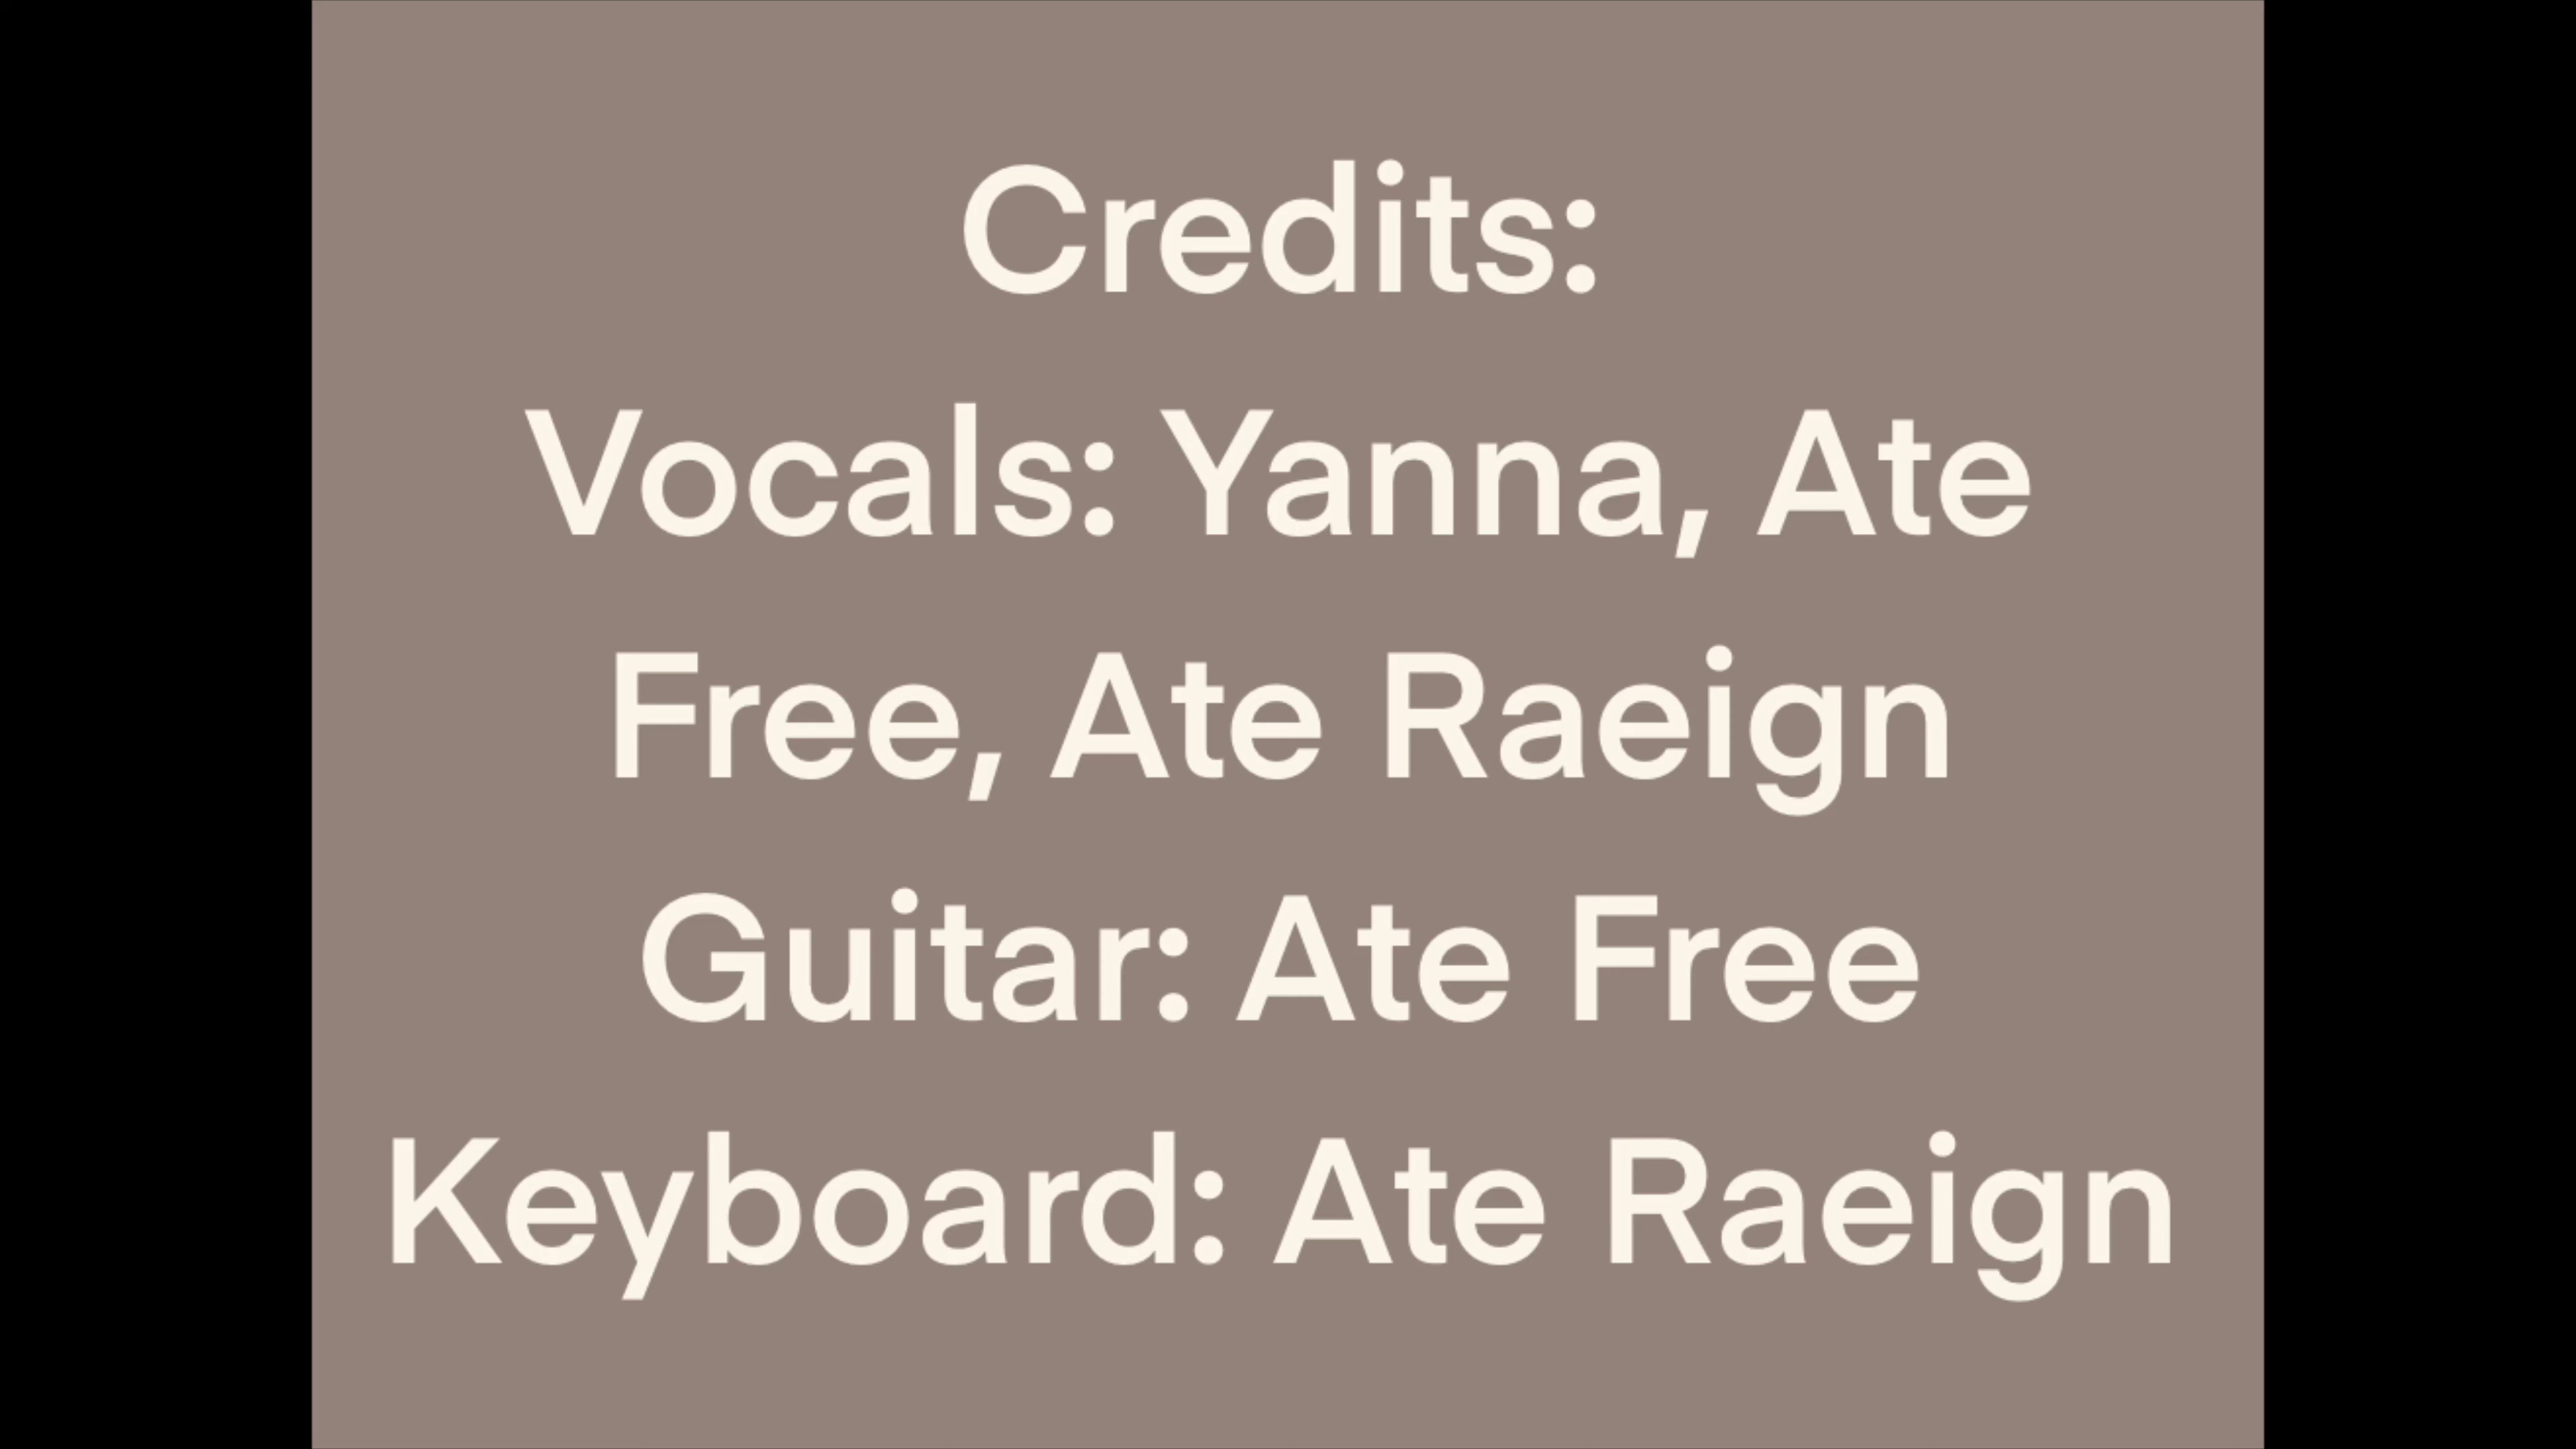 Credits:
Vocals: Yanna, Ate
Free, Ate Raeign
Guitar: Ate Free
Keyboard: Ate Raeign